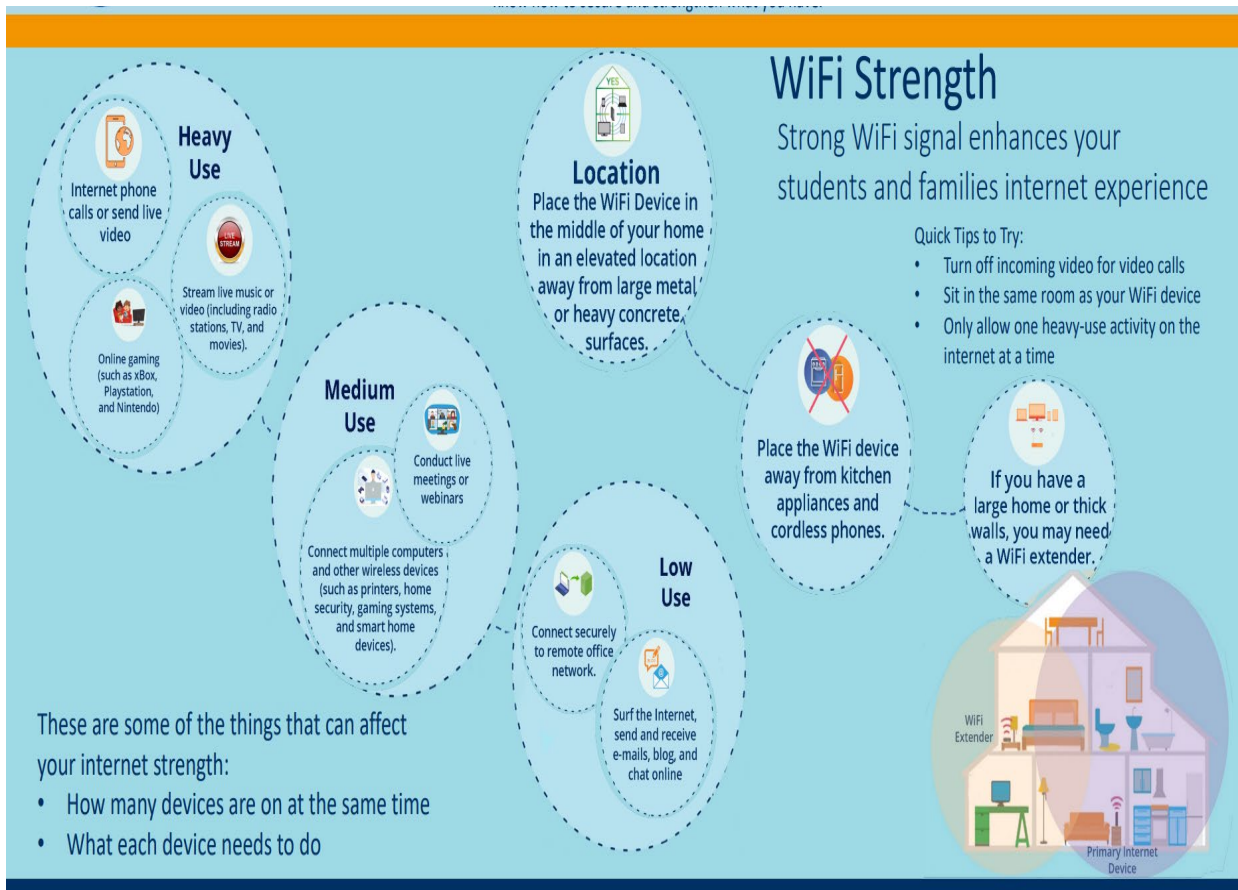 know how to secure and strengthen what you have.
WiFi Strength
Strong WiFi signal enhances your
students and families internet experience
Quick Tips to Try:
• Turn off incoming video for video calls
• Sit in the same room as your WiFi device
• Only allow one heavy-use activity on the
internet at a time
Heavy
Use
Internet phone
calls or send live
video
LIVE
STREAM
Stream live music or
video (including radio
stations, TV, and
movies).
Online gaming
(such as xBox,
Playstation,
and Nintendo)
Medium
Use
Conduct live
meetings or
webinars
Connect multiple computers
and other wireless devices
(such as printers, home
security, gaming systems,
and smart home
devices).
Low
Use
Connect securely
to remote office
network.
Surf the Internet,
send and receive
e-mails, blog, and
chat online
YES
Location
Place the WiFi Device in
the middle of your home
in an elevated location
away from large metal
or heavy concrete
surfaces.
Place the WiFi device
away from kitchen
appliances and
cordless phones.
If you have a
large home or thick
walls, you may need
a WiFi extender.
WiFi
Extender
Primary Internet
Device
These are some of the things that can affect
your internet strength:
• How many devices are on at the same time
• What each device needs to do